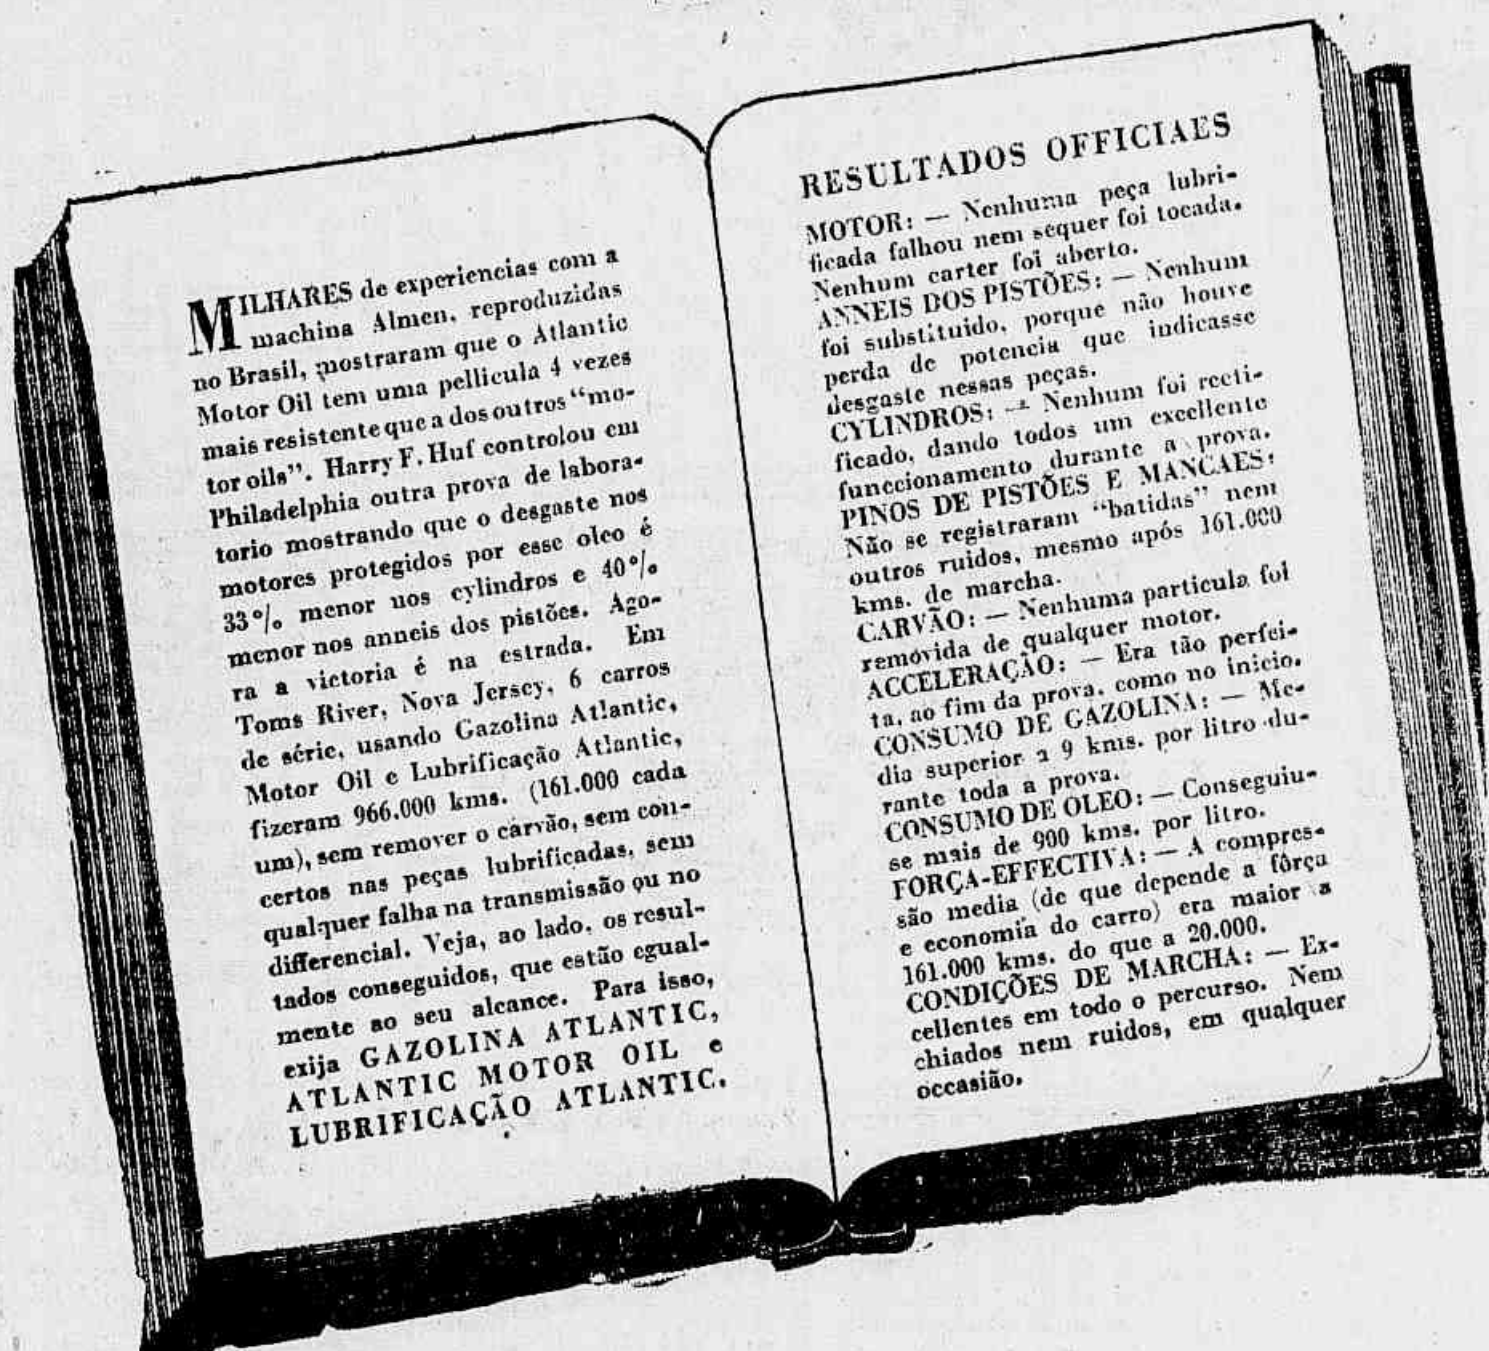 MILHARES de experiencias com a
machina Almen, reproduzidas
no Brasil, mostraram que o Atlantic
Motor Oil tem uma pellicula 4 vezes
mais resistente que a dos outros "mo-
tor oils". Harry F. Huf controlou em
Philadelphia outra prova de labora-
torio mostrando que o desgaste nos
motores protegidos por esse oleo é
33% menor nos cylindros e 40%
menor nos anneis dos pistões. Ago-
ra a victoria é na estrada. Em
Toms River, Nova Jersey, 6 carros
de série, usando Gazolina Atlantic,
Motor Oil e Lubrificação Atlantic,
fizeram 966.000 kms. (161.000 cada
um), sem remover o carvão, sem con-
certos nas peças lubrificadas, sem
qualquer falha na transmissão ou no
differencial. Veja, ao lado, os resul-
tados conseguidos, que estão egual-
mente ao seu alcance. Para isso,
exija GAZOLINA ATLANTIC,
ATLANTIC MOTOR OIL e
LUBRIFICAÇÃO ATLANTIC.
RESULTADOS OFFICIAES
MOTOR: — Nenhuma peça lubri-
ficada falhou nem sequer foi tocada.
Nenhum carter foi aberto.
ANNEIS DOS PISTÕES: — Nenhum
foi substituido, porque não houve
perda de potencia que indicasse
desgaste nessas peças.
CYLINDROS: — Nenhum foi recti-
ficado, dando todos um excellente
funccionamento durante a prova.
PINOS DE PISTÕES E MANCAES:
Não se registraram "batidas" nem
outros ruidos, mesmo após 161.000
kms. de marcha.
CARVÃO: — Nenhuma particula foi
removida de qualquer motor.
ACCELERAÇÃO: — Era tão perfei-
ta, ao fim da prova, como no inicio.
CONSUMO DE GAZOLINA: — Me-
dia superior a 9 kms. por litro du-
rante toda a prova.
CONSUMO DE OLEO: — Conseguiu-
se mais de 900 kms. por litro.
FORÇA-EFFECTIVA: — A compres-
são media (de que depende a fôrça
e economia do carro) era maior a
161.000 kms. do que a 20.000.
CONDIÇÕES DE MARCHA: — Ex-
cellentes em todo o percurso. Nem
chiados nem ruidos, em qualquer
occasião.